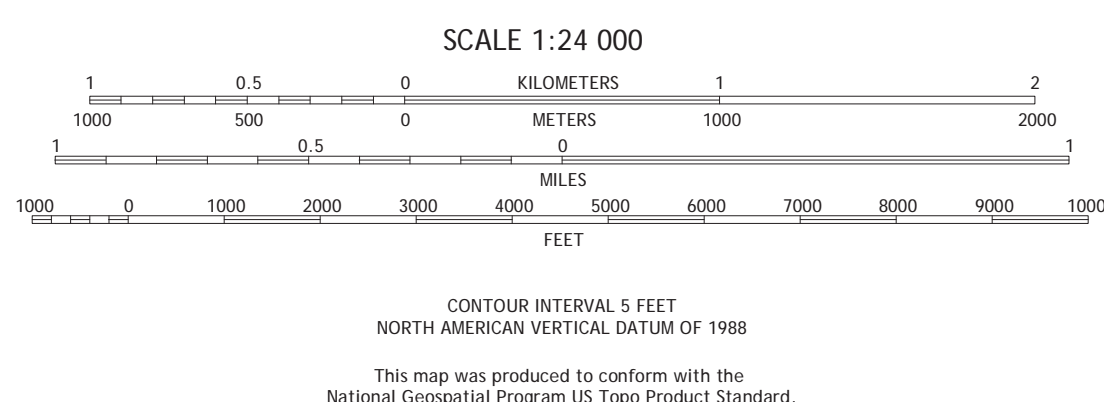 SCALE 1:24 000
1 0.5 0 KILOMETERS 1 2
1000 500 0 METERS 1000 2000
1 0.5 0 1
MILES
1000 0 1000 2000 3000 4000 5000 6000 7000 8000 9000 1000
FEET
CONTOUR INTERVAL 5 FEET
NORTH AMERICAN VERTICAL DATUM OF 1988
This map was produced to conform with the
National Geospatial Program US Topo Product Standard.